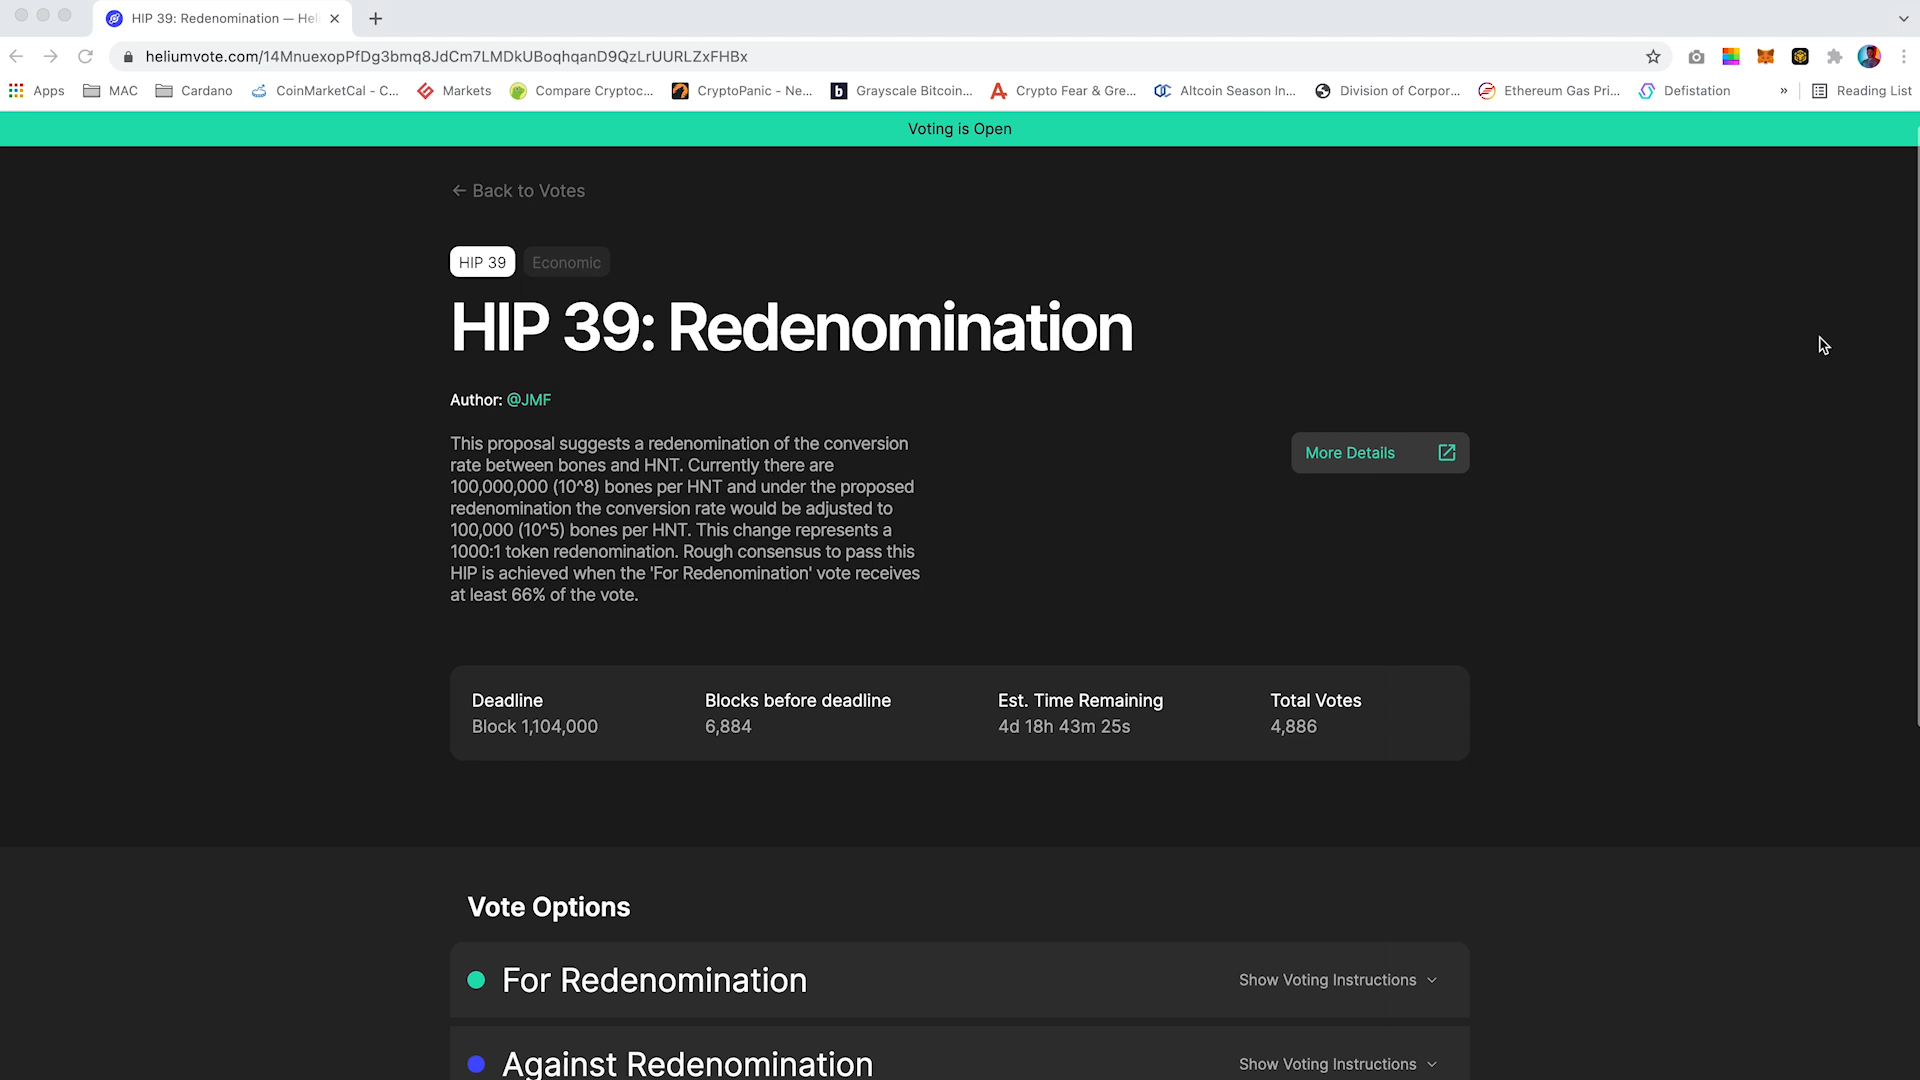 HIP 39: Redenomination — Heli
heliumvote.com/14MnuexopPfDg3bmq8JdCm7LMDkUBoqhqanD9QzLrUURLZxFHBx
Apps MAC Cardano CoinMarketCal - C... Markets Compare Cryptoc... CryptoPanic - Ne... Grayscale Bitcoin... Crypto Fear & Gre... Altcoin Season In... Division of Corpor... Ethereum Gas Pri... Defistation » Reading List
Voting is Open
← Back to Votes
HIP 39 Economic
HIP 39: Redenomination
Author: @JMF
This proposal suggests a redenomination of the conversion
rate between bones and HNT. Currently there are
100,000,000 (10^8) bones per HNT and under the proposed
redenomination the conversion rate would be adjusted to
100,000 (10^5) bones per HNT. This change represents a
1000:1 token redenomination. Rough consensus to pass this
HIP is achieved when the 'For Redenomination' vote receives
at least 66% of the vote.
More Details
Deadline Blocks before deadline Est. Time Remaining Total Votes
Block 1,104,000 6,884 4d 18h 43m 25s 4,886
Vote Options
For Redenomination Show Voting Instructions
Against Redenomination Show Voting Instructions